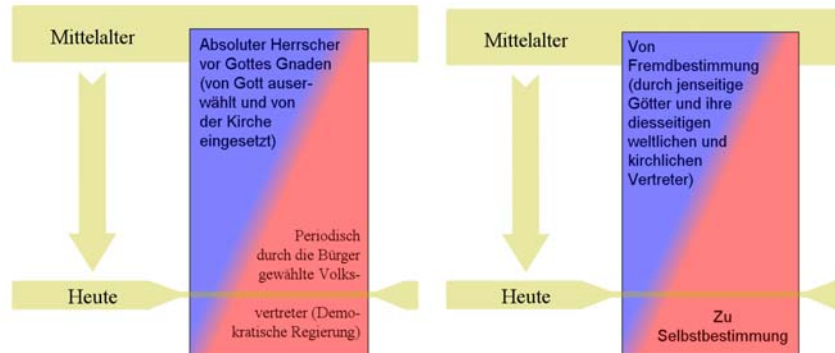 Mittelalter
Absoluter Herrscher
vor Gottes Gnaden
(von Gott auser-
wählt und von
der Kirche
eingesetzt)
Periodisch
durch die Bürger
gewählte Volks-
Heute
vertreter (Demo-
kratische Regierung)
Mittelalter
Von
Fremdbestimmung
(durch jenseitige
Götter und ihre
diesseitigen
weltlichen und
kirchlichen
Vertreter)
Heute
Zu
Selbstbestimmung